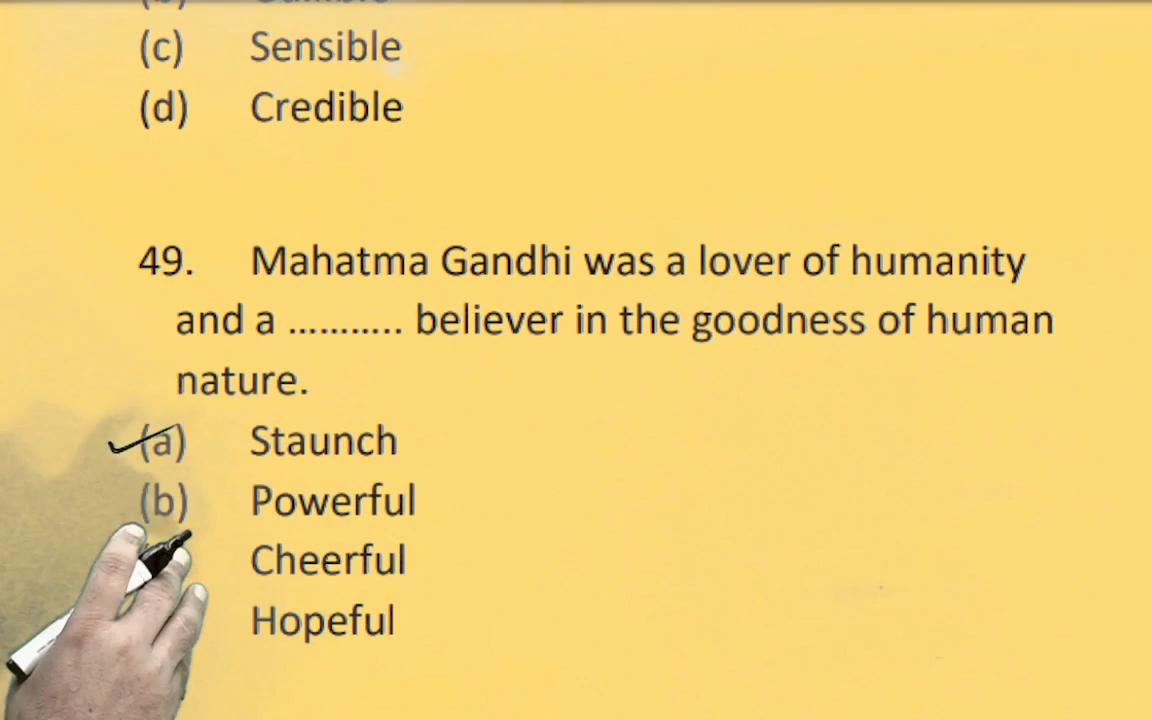 (c) Sensible
(d) Credible
49. Mahatma Gandhi was a lover of humanity
and a ........... believer in the goodness of human
nature.
(a) Staunch
(b) Powerful
Cheerful
Hopeful